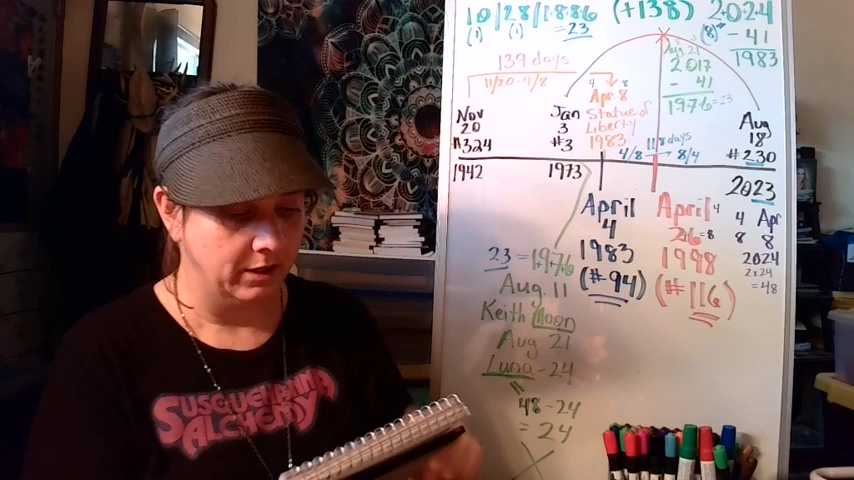 10/28/1886 (+138) 2024
(1) (1) = 23 (8) - 41
1983
139 days
11/20-4/8
Aug 21
2017
- 41
1976 = 23
4 8
Apr 8
Statue of
Liberty
1983
Nov
20
#324
1942
Jan
3
#3
1973
118 days
4/8 → 8/4
Aug
18
#230
2023
April
4
1983
(#94)
April 4
26 = 8
1998
(#116)
4 Apr
8 8
2024
2x24
= 48
23 = 1976
Aug 11
Keith Moon
Aug 21
Luna - 24
48 - 24
= 24
SUSQUEHANNA
ALCHEMY